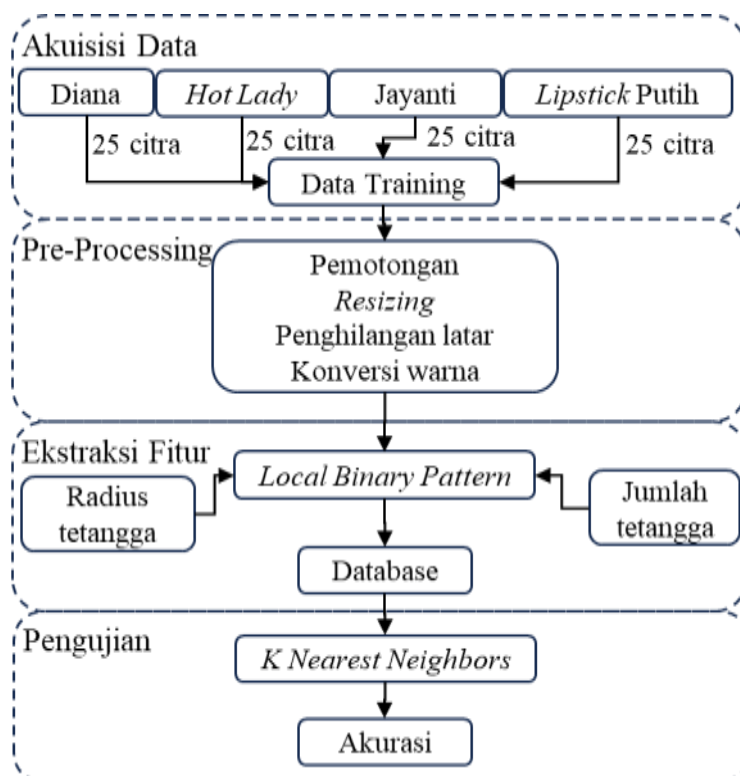 Akuisisi Data
Diana
Hot Lady
Jayanti
Lipstick Putih
25 citra
25 citra
25 citra
25 citra
Data Training
Pre-Processing
Pemotongan
Resizing
Penghilangan latar
Konversi warna
Ekstraksi Fitur
Local Binary Pattern
Radius
tetangga
Jumlah
tetangga
Database
Pengujian
K Nearest Neighbors
Akurasi